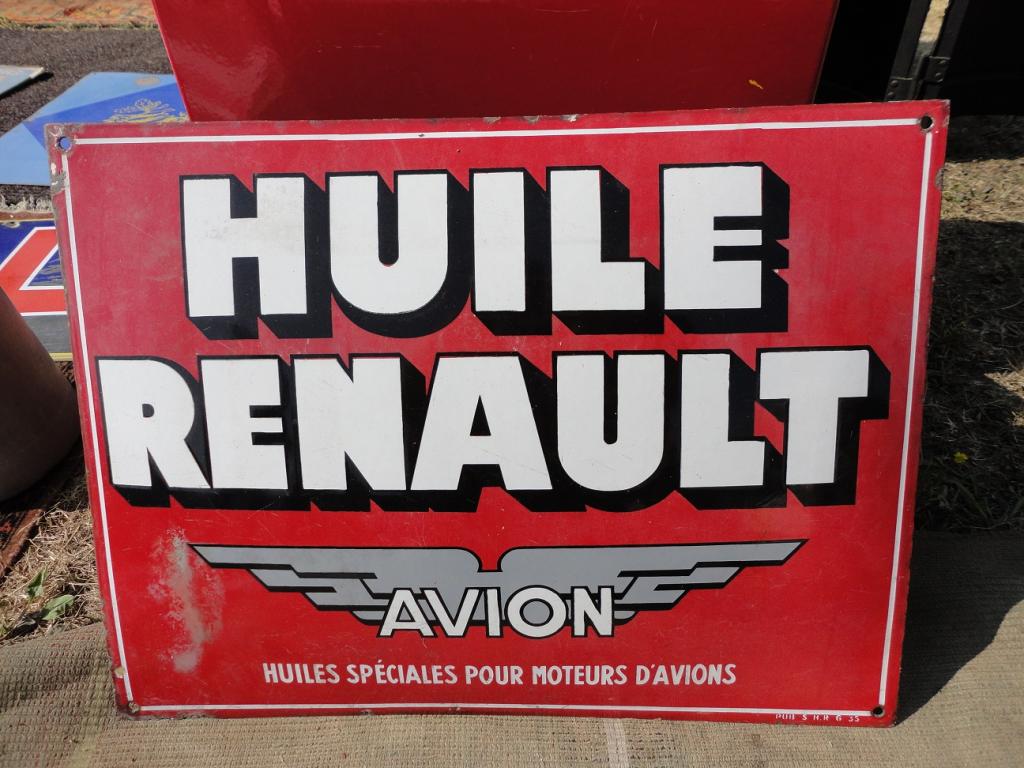 HUILE
RENAULT
AVION
HUILES SPÉCIALES POUR MOTEURS D'AVIONS